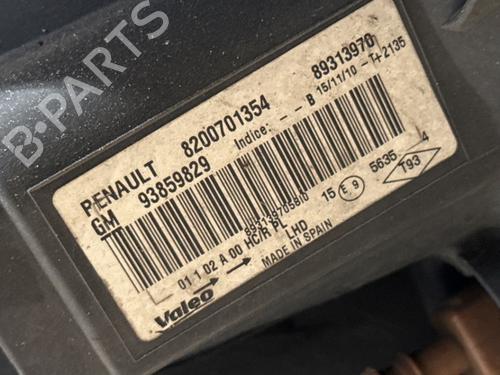 B-PARTS
RENAULT 8200701354 89313970
GM 93859829 Indice: - - B 15/11/10 - T+2135
L 01 1 02 A 00 HC/R PL 15 E 9 5635 4
LHD T93
Valeo MADE IN SPAIN